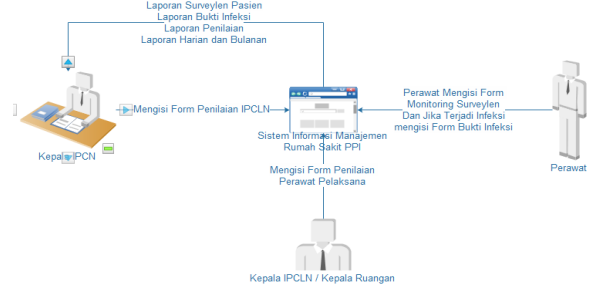 Laporan Surveylen Pasien
Laporan Bukti Infeksi
Laporan Penilaian
Laporan Harian dan Bulanan
Mengisi Form Penilaian IPCLN
Perawat Mengisi Form
Monitoring Surveylen
Dan Jika Terjadi Infeksi
mengisi Form Bukti Infeksi
Sistem Informasi Manajemen
Rumah Sakit PPI
Kepala IPCN
Perawat
Mengisi Form Penilaian
Perawat Pelaksana
Kepala IPCLN / Kepala Ruangan